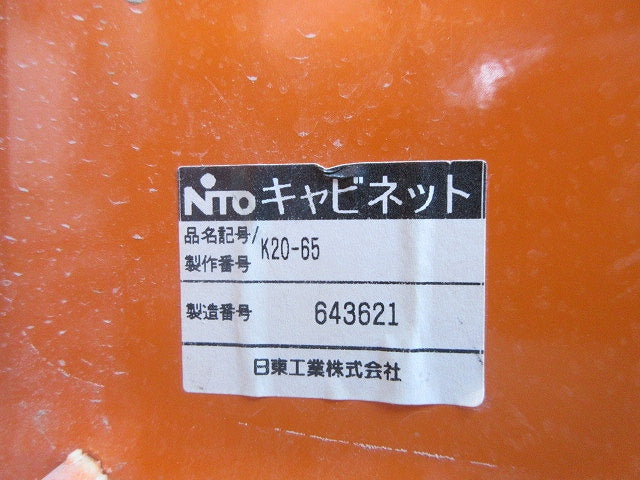 NITO キャビネット
品名記号/
製作番号 K20-65
製造番号 643621
日東工業株式会社